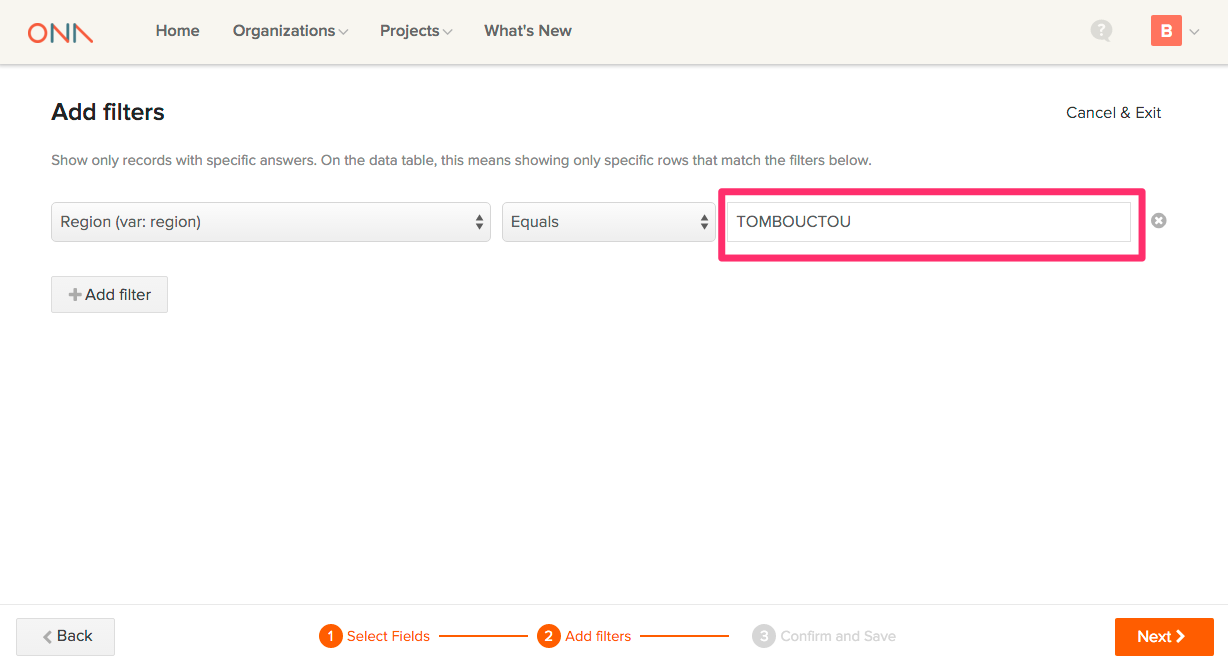 ONA Home Organizations Projects What's New ? B
Add filters Cancel & Exit
Show only records with specific answers. On the data table, this means showing only specific rows that match the filters below.
Region (var: region) Equals TOMBOUCTOU
Add filter
Back 1 Select Fields 2 Add filters 3 Confirm and Save Next